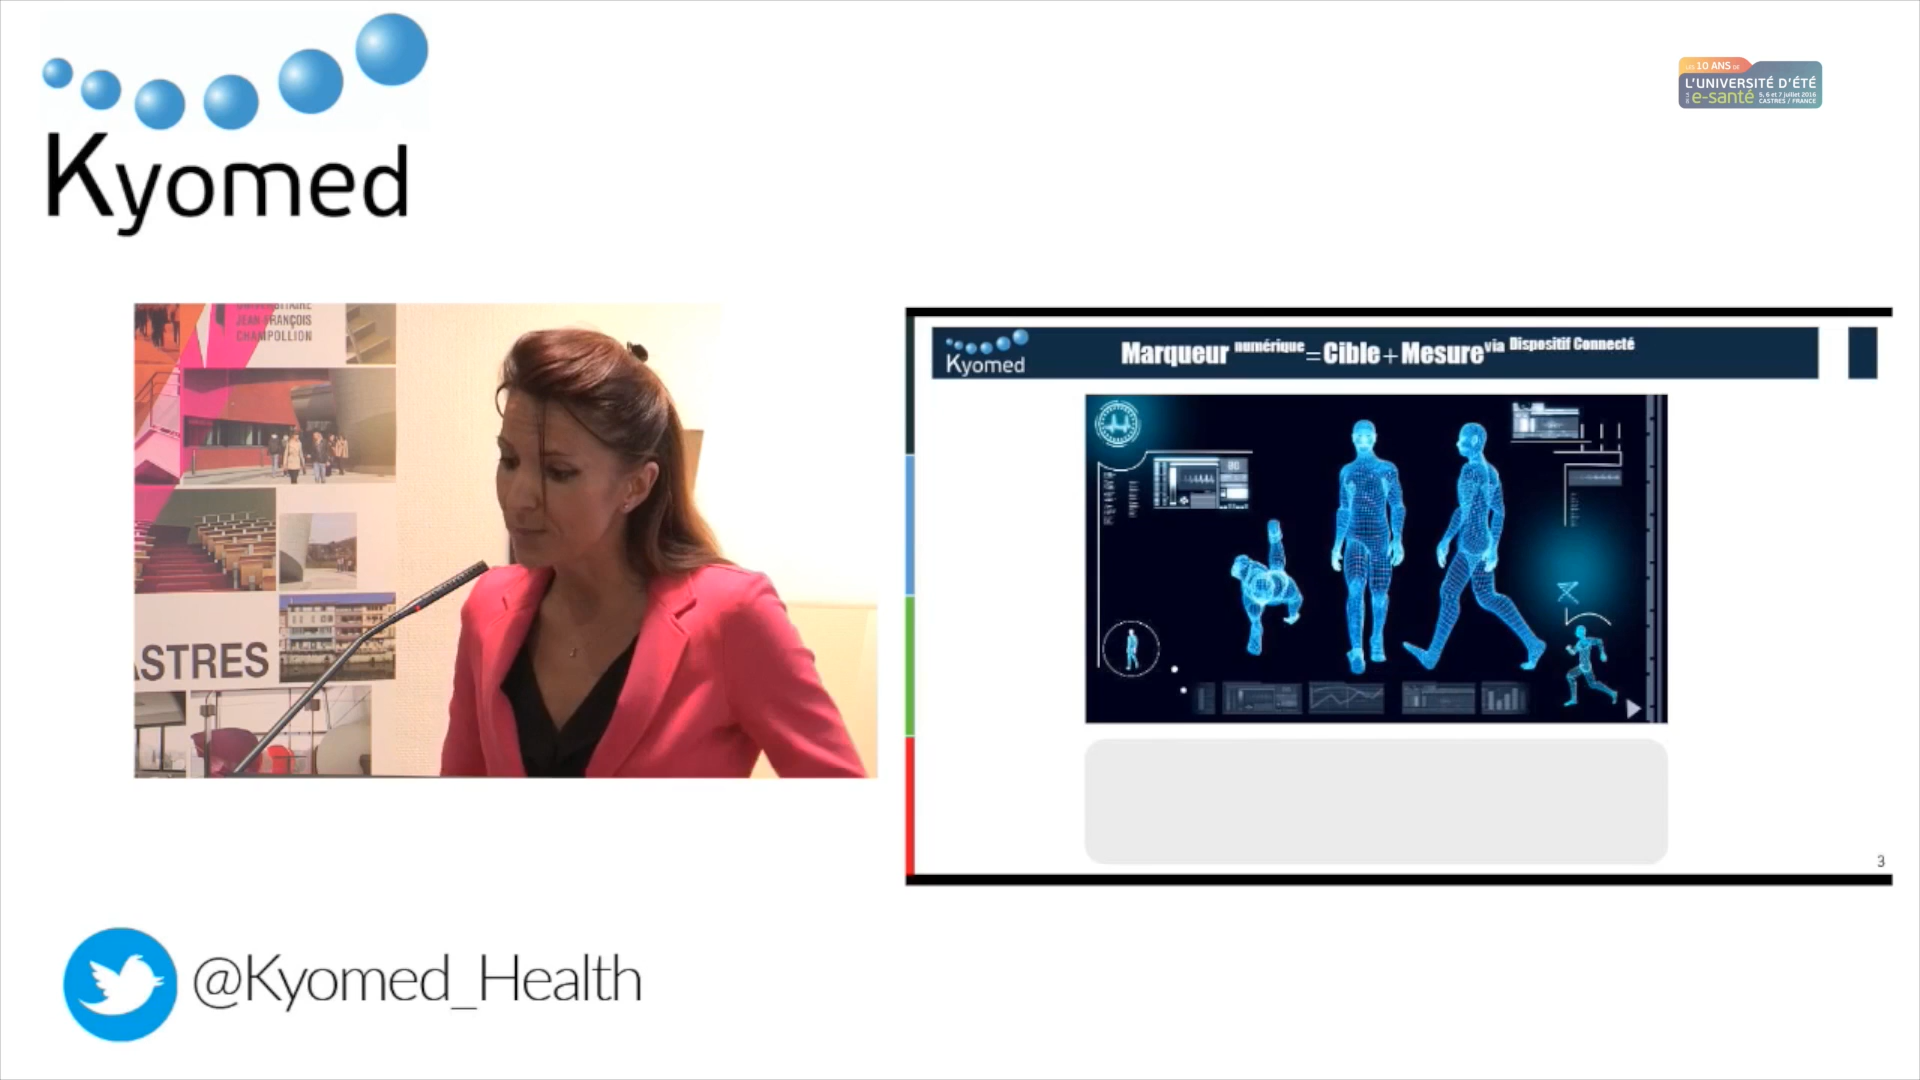 Kyomed
LES 10 ANS DE
L'UNIVERSITÉ D'ÉTÉ
DE LA e-santé 5, 6 et 7 juillet 2016
CASTRES / FRANCE
JEAN-FRANÇOIS
CHAMPOLLION
ASTRES
Kyomed
Marqueur numérique=Cible+Mesure via Dispositif Connecté
3
@Kyomed_Health